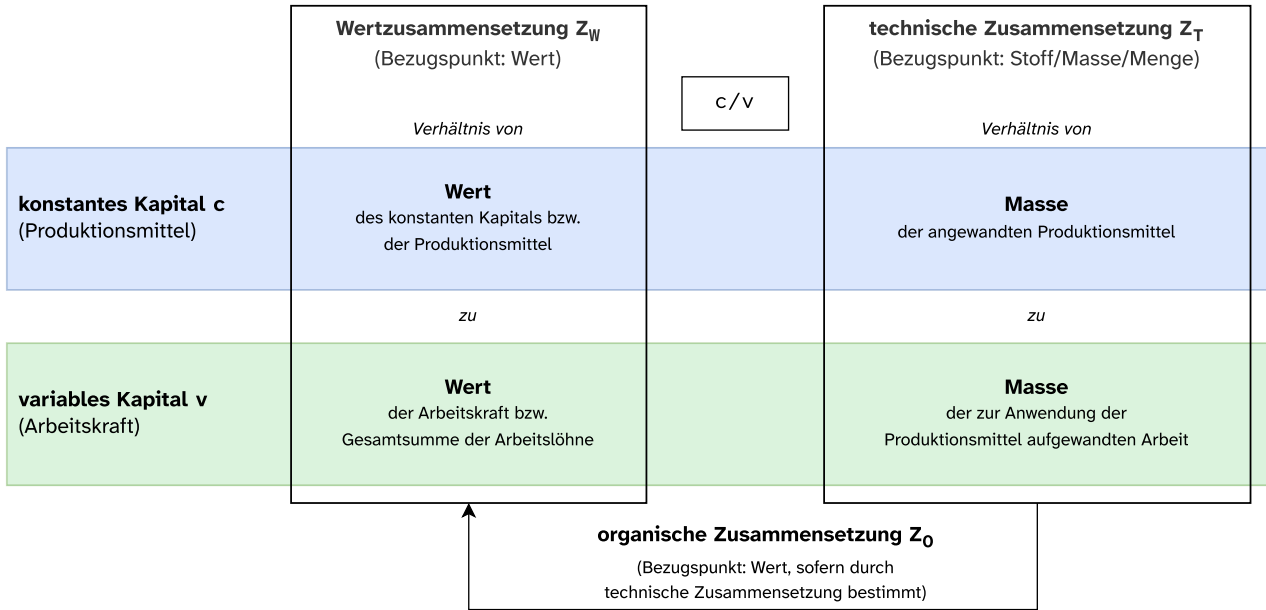 Wertzusammensetzung Z_W
(Bezugspunkt: Wert)
technische Zusammensetzung Z_T
(Bezugspunkt: Stoff/Masse/Menge)
c/v
Verhältnis von
Verhältnis von
konstantes Kapital c
(Produktionsmittel)
Wert
des konstanten Kapitals bzw.
der Produktionsmittel
Masse
der angewandten Produktionsmittel
zu
zu
variables Kapital v
(Arbeitskraft)
Wert
der Arbeitskraft bzw.
Gesamtsumme der Arbeitslöhne
Masse
der zur Anwendung der
Produktionsmittel aufgewandten Arbeit
organische Zusammensetzung Z_O
(Bezugspunkt: Wert, sofern durch
technische Zusammensetzung bestimmt)